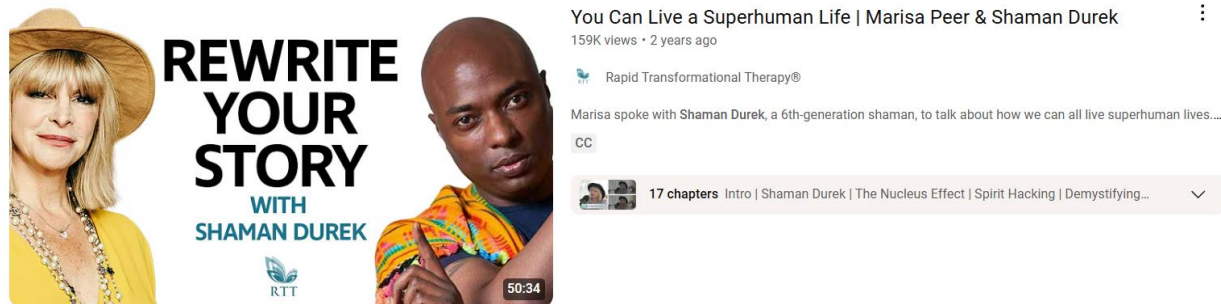 REWRITE
YOUR
STORY
WITH
SHAMAN DUREK
RTT
50:34
You Can Live a Superhuman Life | Marisa Peer & Shaman Durek
159K views • 2 years ago
RTT
Rapid Transformational Therapy®
Marisa spoke with Shaman Durek, a 6th-generation shaman, to talk about how we can all live superhuman lives....
CC
17 chapters Intro | Shaman Durek | The Nucleus Effect | Spirit Hacking | Demystifying...